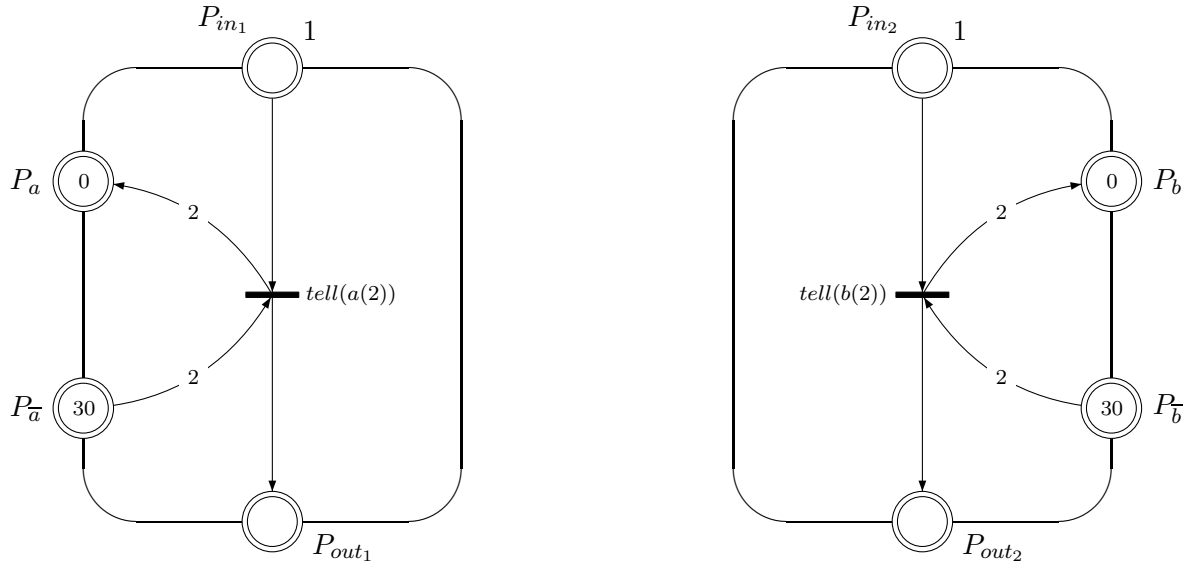 P_{in_1} 1
P_a 0
2
tell(a(2))
2
P_{\overline{a}} 30
P_{out_1}
P_{in_2} 1
0 P_b
2
tell(b(2))
2
30 P_{\overline{b}}
P_{out_2}